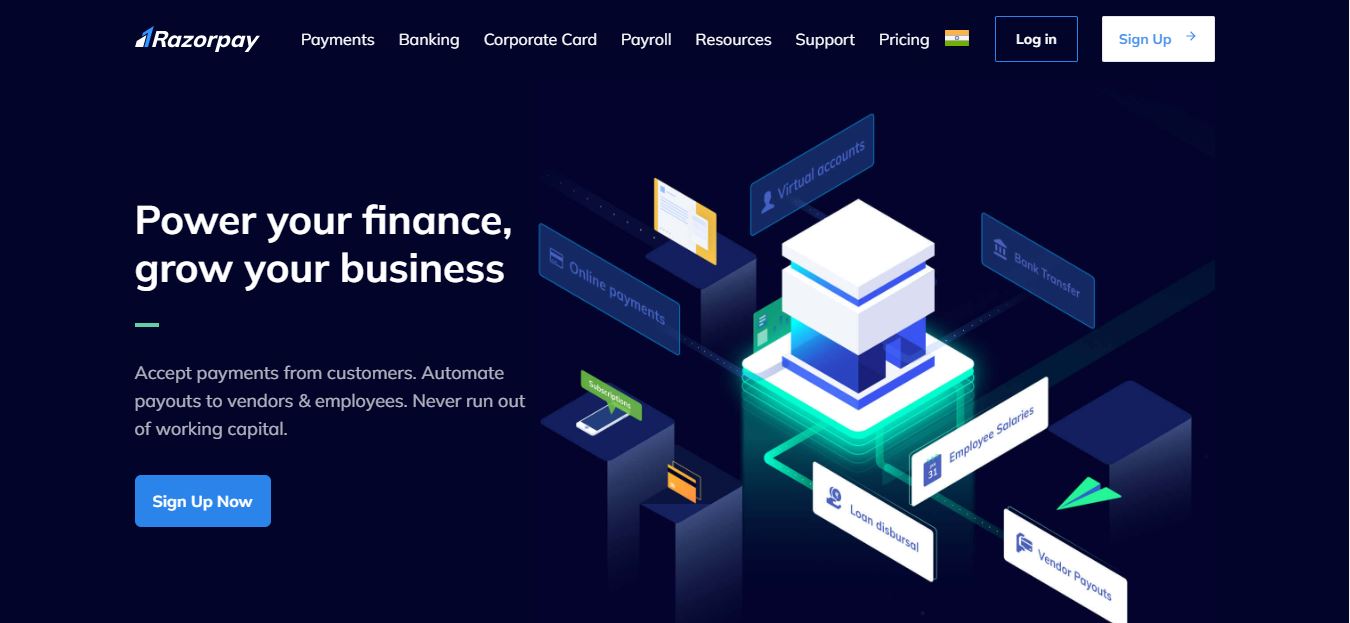 Razorpay Payments Banking Corporate Card Payroll Resources Support Pricing Log in Sign Up →
Power your finance,
grow your business
Accept payments from customers. Automate
payouts to vendors & employees. Never run out
of working capital.
Sign Up Now
Virtual accounts
Online payments
Bank Transfer
Subscriptions
Employee Salaries
JAN
31
Loan disbursal
Vendor Payouts